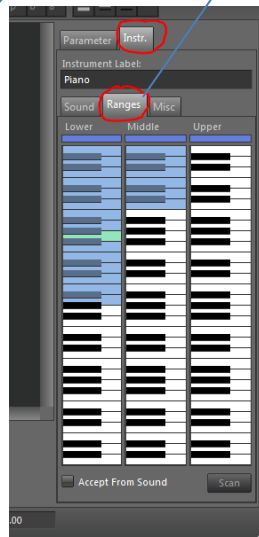 Parameter Instr.
Instrument Label:
Piano
Sound Ranges Misc
Lower Middle Upper
Accept From Sound Scan
.00